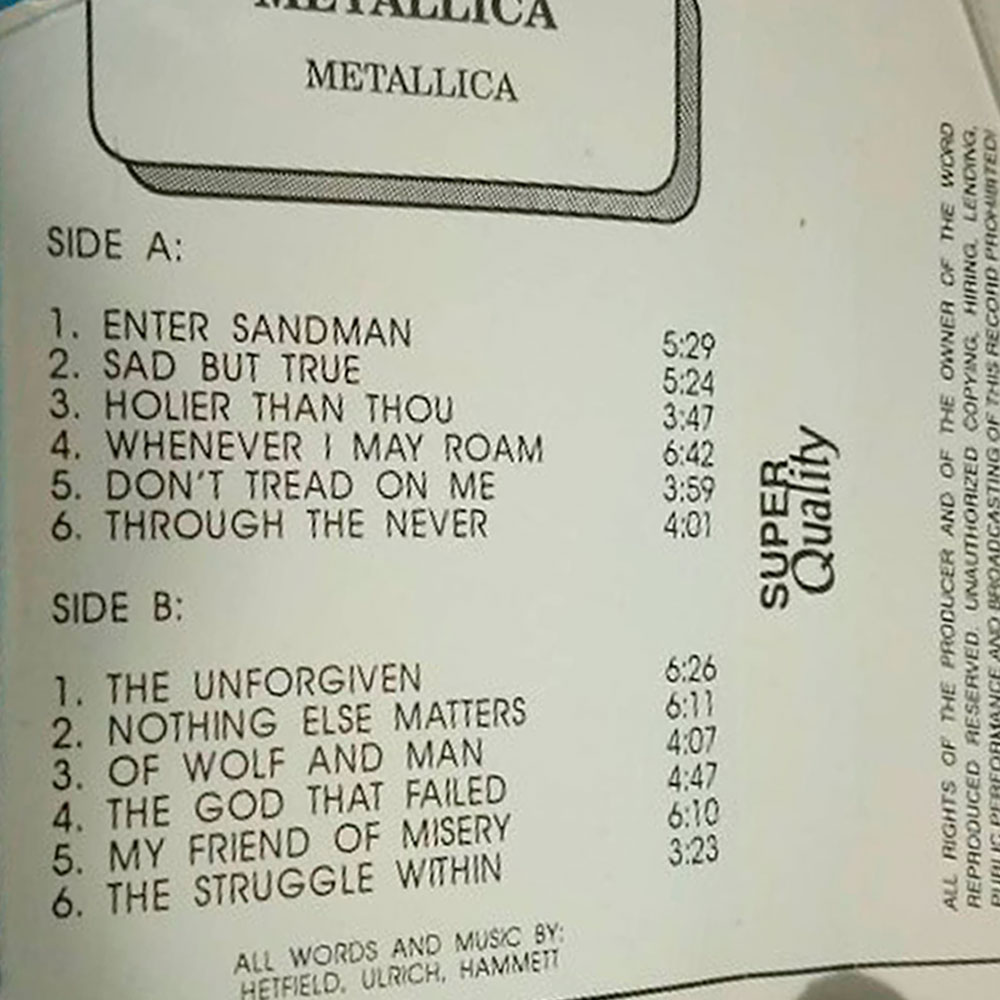 METALLICA
METALLICA
SIDE A:
1. ENTER SANDMAN 5:29
2. SAD BUT TRUE 5:24
3. HOLIER THAN THOU 3:47
4. WHENEVER I MAY ROAM 6:42
5. DON'T TREAD ON ME 3:59
6. THROUGH THE NEVER 4:01
SIDE B:
1. THE UNFORGIVEN 6:26
2. NOTHING ELSE MATTERS 6:11
3. OF WOLF AND MAN 4:07
4. THE GOD THAT FAILED 4:47
5. MY FRIEND OF MISERY 6:10
6. THE STRUGGLE WITHIN 3:23
ALL WORDS AND MUSIC BY:
HETFIELD, ULRICH, HAMMETT
SUPER
Quality
ALL RIGHTS OF THE PRODUCER AND OF THE OWNER OF THE WORD
REPRODUCED RESERVED. UNAUTHORIZED COPYING, HIRING, LENDING,
PUBLIC PERFORMANCE AND BROADCASTING OF THIS RECORD PROHIBITED!